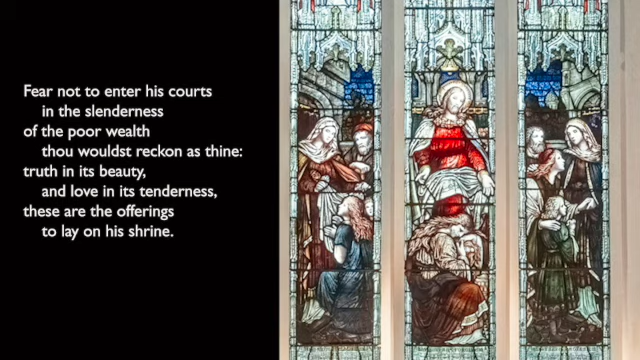 Fear not to enter his courts
in the slenderness
of the poor wealth
thou wouldst reckon as thine:
truth in its beauty,
and love in its tenderness,
these are the offerings
to lay on his shrine.